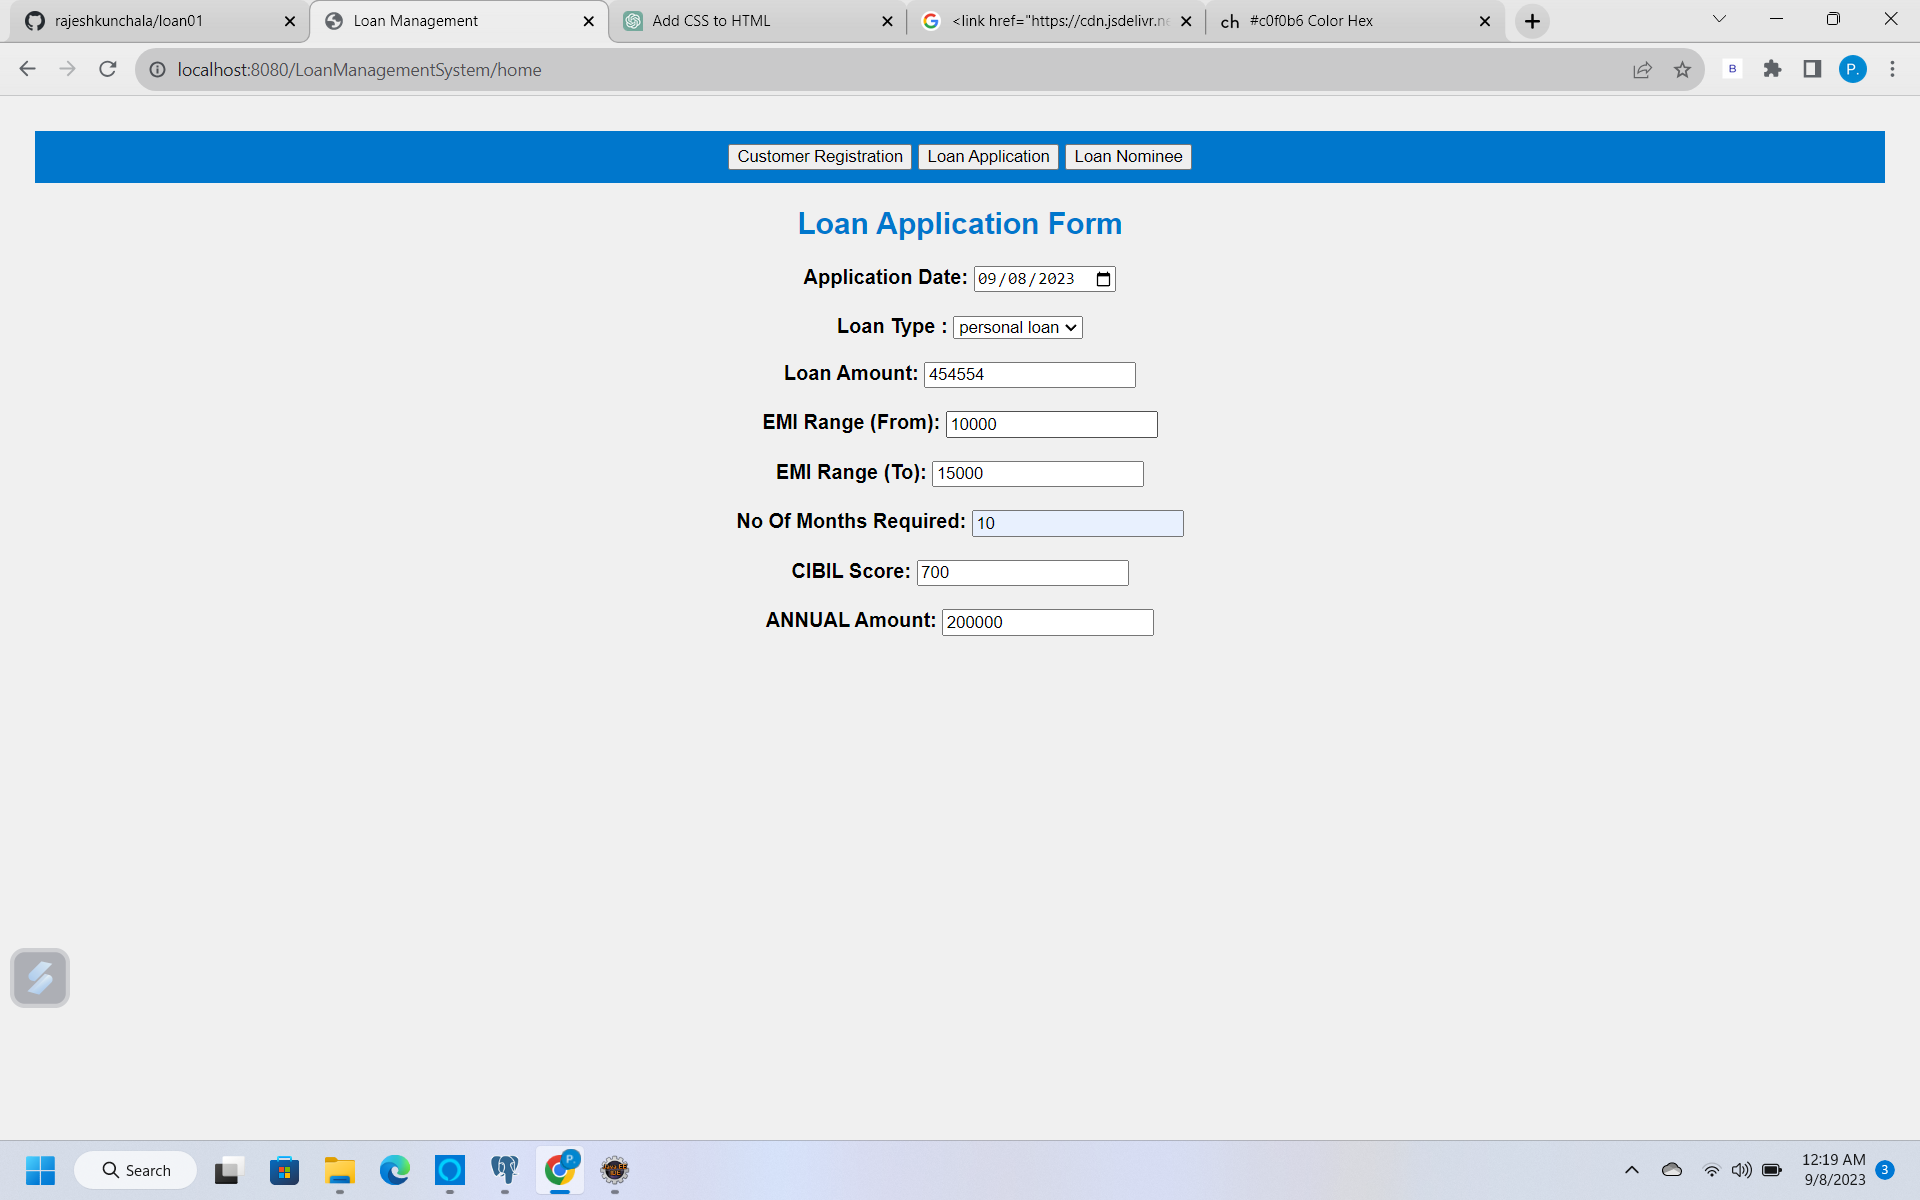 rajeshkunchala/loan01
Loan Management
Add CSS to HTML
<link href="https://cdn.jsdelivr.ne
ch #c0f0b6 Color Hex
localhost:8080/LoanManagementSystem/home
B
P.
Customer Registration
Loan Application
Loan Nominee
Loan Application Form
Application Date: 09/08/2023
Loan Type : personal loan
Loan Amount: 454554
EMI Range (From): 10000
EMI Range (To): 15000
No Of Months Required: 10
CIBIL Score: 700
ANNUAL Amount: 200000
Search
P
12:19 AM
9/8/2023
3